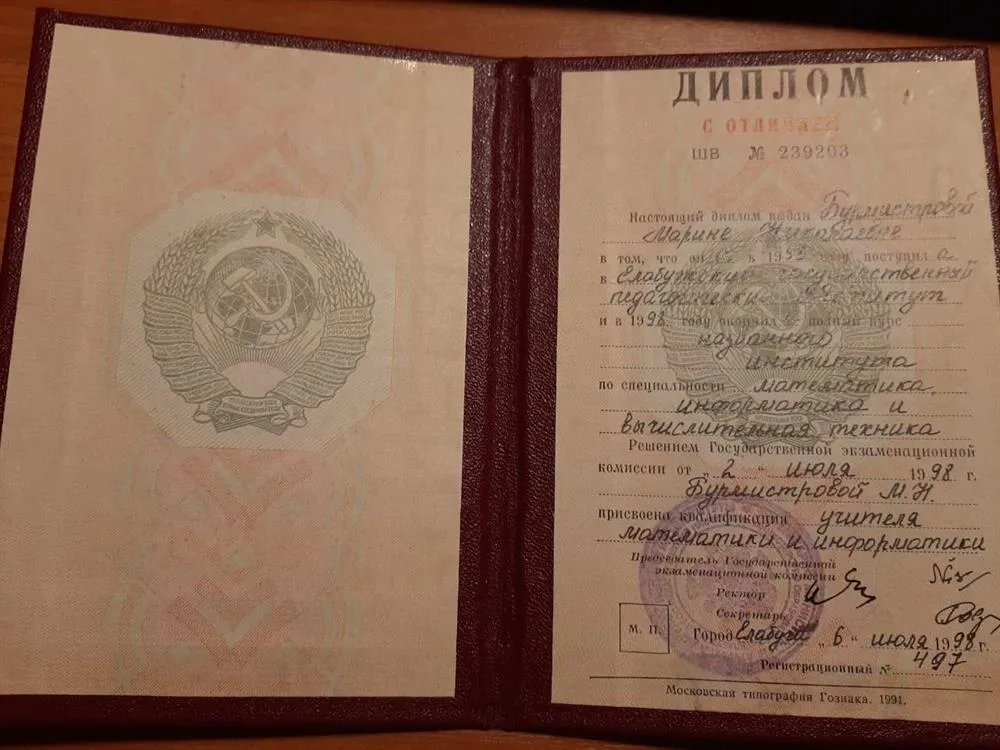 ДИПЛОМ
С ОТЛИЧИЕМ
ШВ № 239203
Настоящий диплом выдан Бурмистровой
Марине Николаевне
в том, что он а в 1993 году поступил а
в Елабужский государственный
педагогический институт
и в 1998 году окончил а полный курс
названного
института
по специальности математика,
информатика и
вычислительная техника
Решением Государственной экзаменационной
комиссии от „ 2 “ июля 1998 г.
Бурмистровой М.Н.
присвоена квалификация учителя
математики и информатики
Председатель Государственной
экзаменационной комиссии
Ректор
Секретарь
М. П.
Город Елабуга „ 6 “ июля 1998 г.
Регистрационный № 497
Московская типография Гознака. 1991.